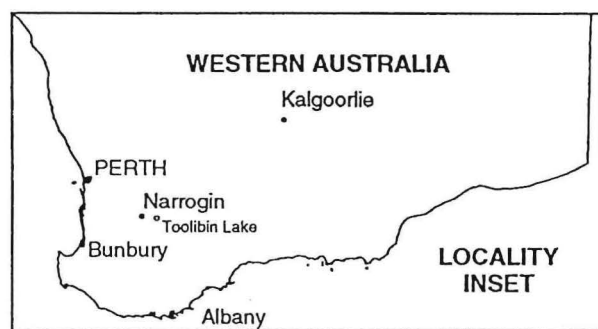 WESTERN AUSTRALIA
Kalgoorlie
PERTH
Narrogin
Toolibin Lake
Bunbury
LOCALITY
INSET
Albany